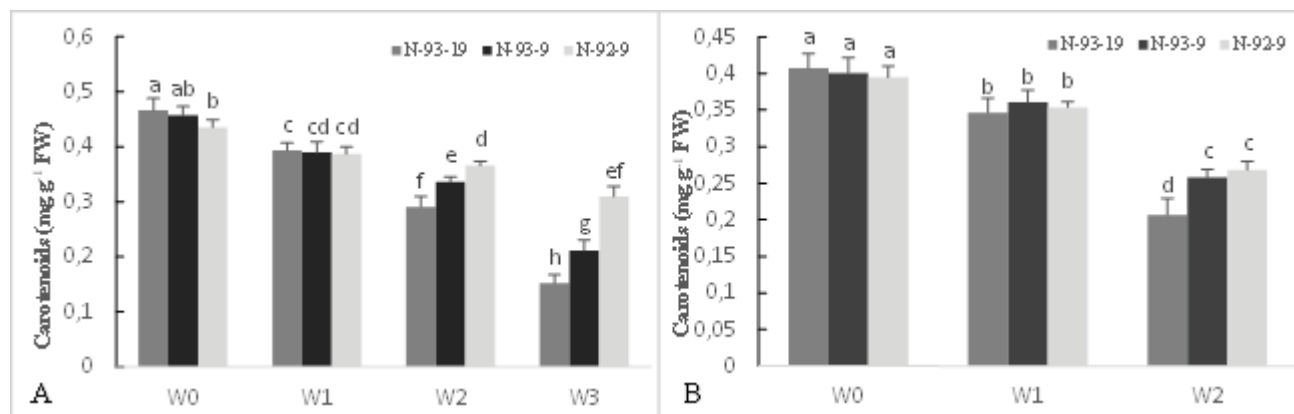 0,6
N-93-19 N-93-9 N-92-9
0,5
0,4
0,3
0,2
0,1
0
Carotenoids (mg g⁻¹ FW)
a ab b
c cd cd
f e d
h g ef
W0 W1 W2 W3
A
0,45
N-93-19 N-93-9 N-92-9
0,4
0,35
0,3
0,25
0,2
0,15
0,1
0,05
0
Carotenoids (mg g⁻¹ FW)
a a a
b b b
d c c
W0 W1 W2
B